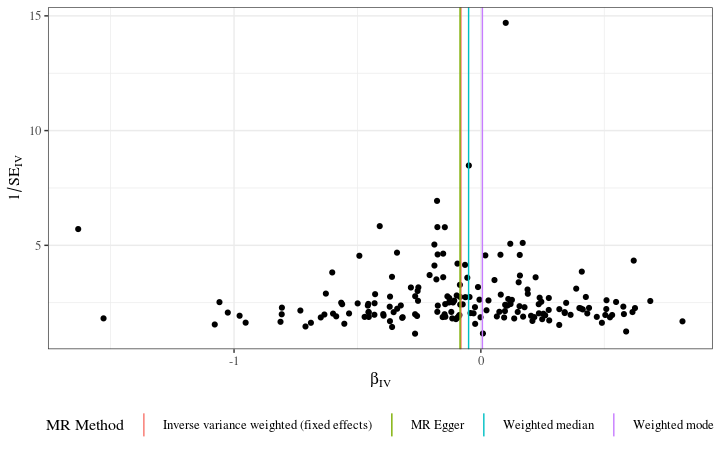 15
10
5
1/SE_IV
-1
0
β_IV
MR Method
Inverse variance weighted (fixed effects)
MR Egger
Weighted median
Weighted mode